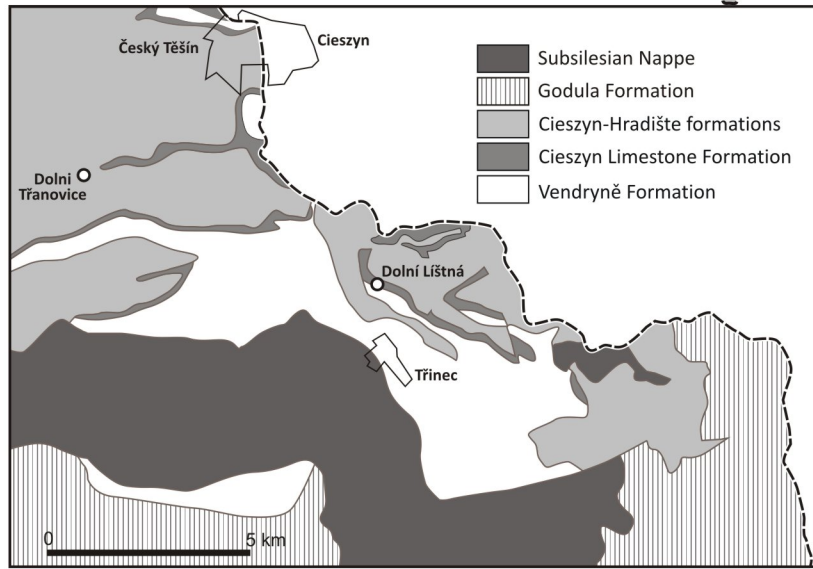 Český Těšín
Cieszyn
Subsilesian Nappe
Godula Formation
Cieszyn-Hradište formations
Cieszyn Limestone Formation
Vendryně Formation
Dolni
Třanovice
Dolní Líštná
Třinec
0
5 km